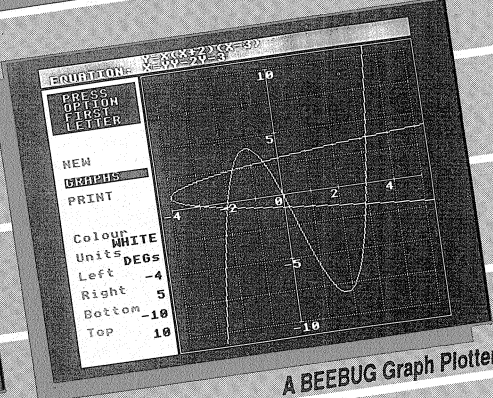 EQUATION:
Y=X(X+2)(X-3)
X=YY-2Y-3
PRESS
OPTION
FIRST
LETTER
NEW
GRAPHS
PRINT
Colour
WHITE
Units
DEGs
Left -4
Right 5
Bottom -10
Top 10
10
5
-4 -2 0 2 4
-5
-10
A BEEBUG Graph Plotter